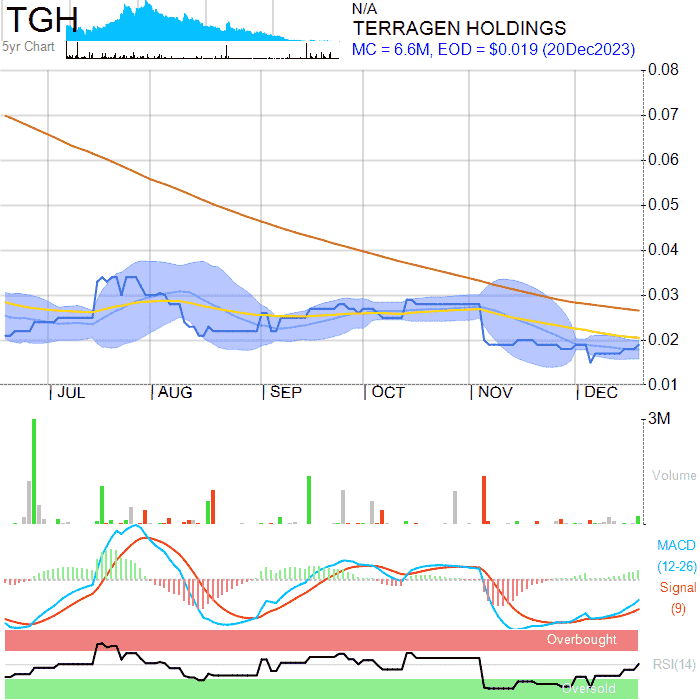 TGH
5yr Chart
N/A
TERRAGEN HOLDINGS
MC = 6.6M, EOD = $0.019 (20Dec2023)
0.08
0.07
0.06
0.05
0.04
0.03
0.02
0.01
JUL AUG SEP OCT NOV DEC
3M
Volume
MACD
(12-26)
Signal
(9)
Overbought
RSI(14)
Oversold